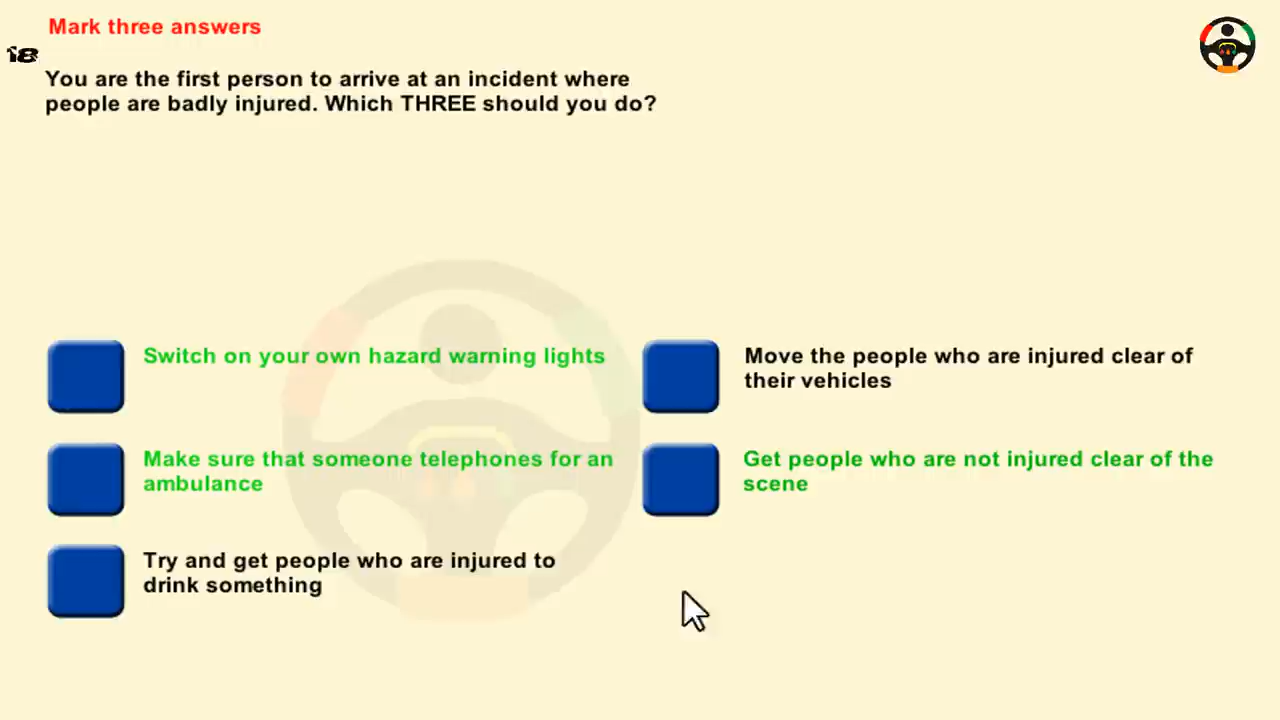 Mark three answers
18
You are the first person to arrive at an incident where
people are badly injured. Which THREE should you do?
Switch on your own hazard warning lights
Make sure that someone telephones for an
ambulance
Try and get people who are injured to
drink something
Move the people who are injured clear of
their vehicles
Get people who are not injured clear of the
scene